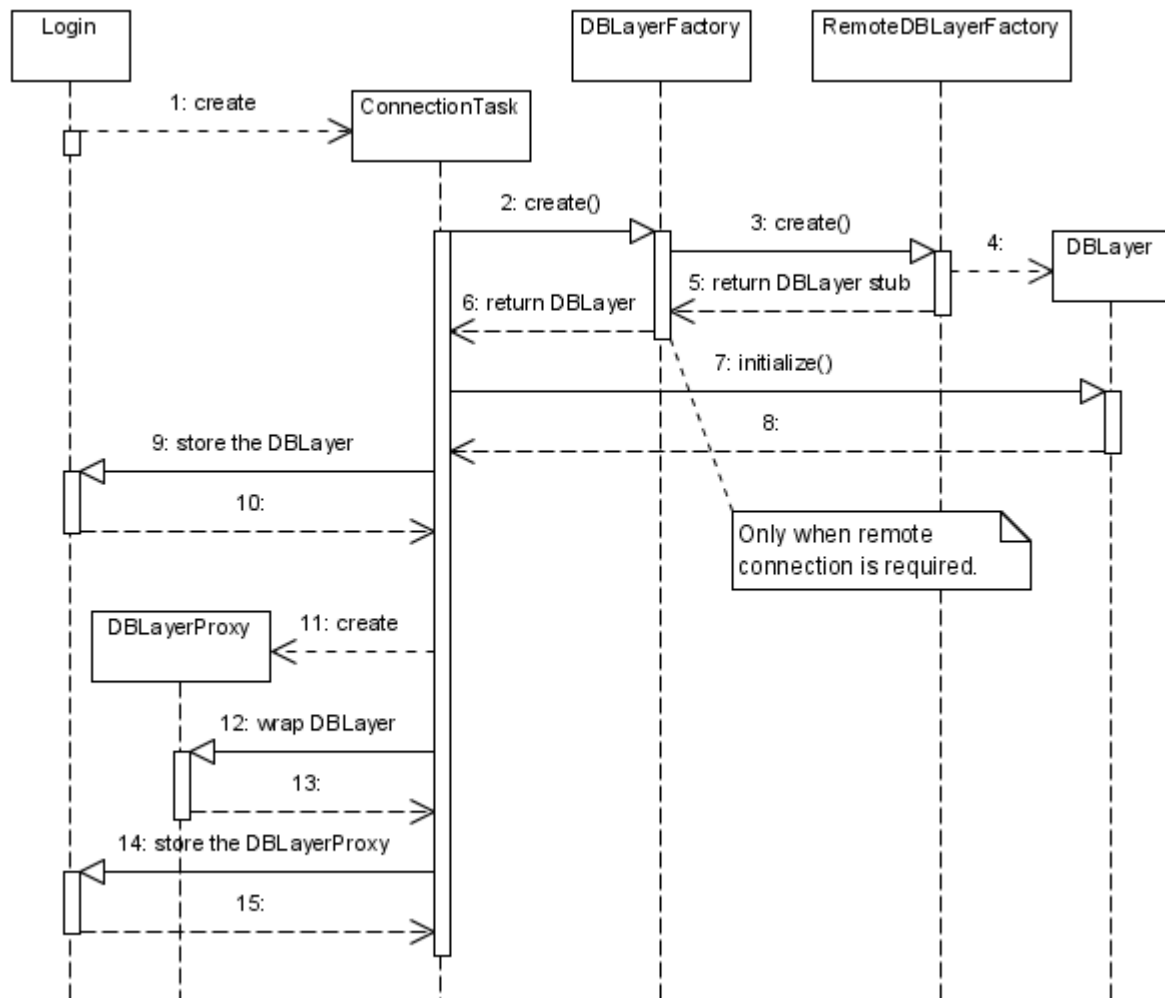 Login
DBLayerFactory
RemoteDBLayerFactory
1: create
ConnectionTask
2: create()
3: create()
4:
DBLayer
5: return DBLayer stub
6: return DBLayer
7: initialize()
8:
9: store the DBLayer
10:
Only when remote
connection is required.
DBLayerProxy
11: create
12: wrap DBLayer
13:
14: store the DBLayerProxy
15: